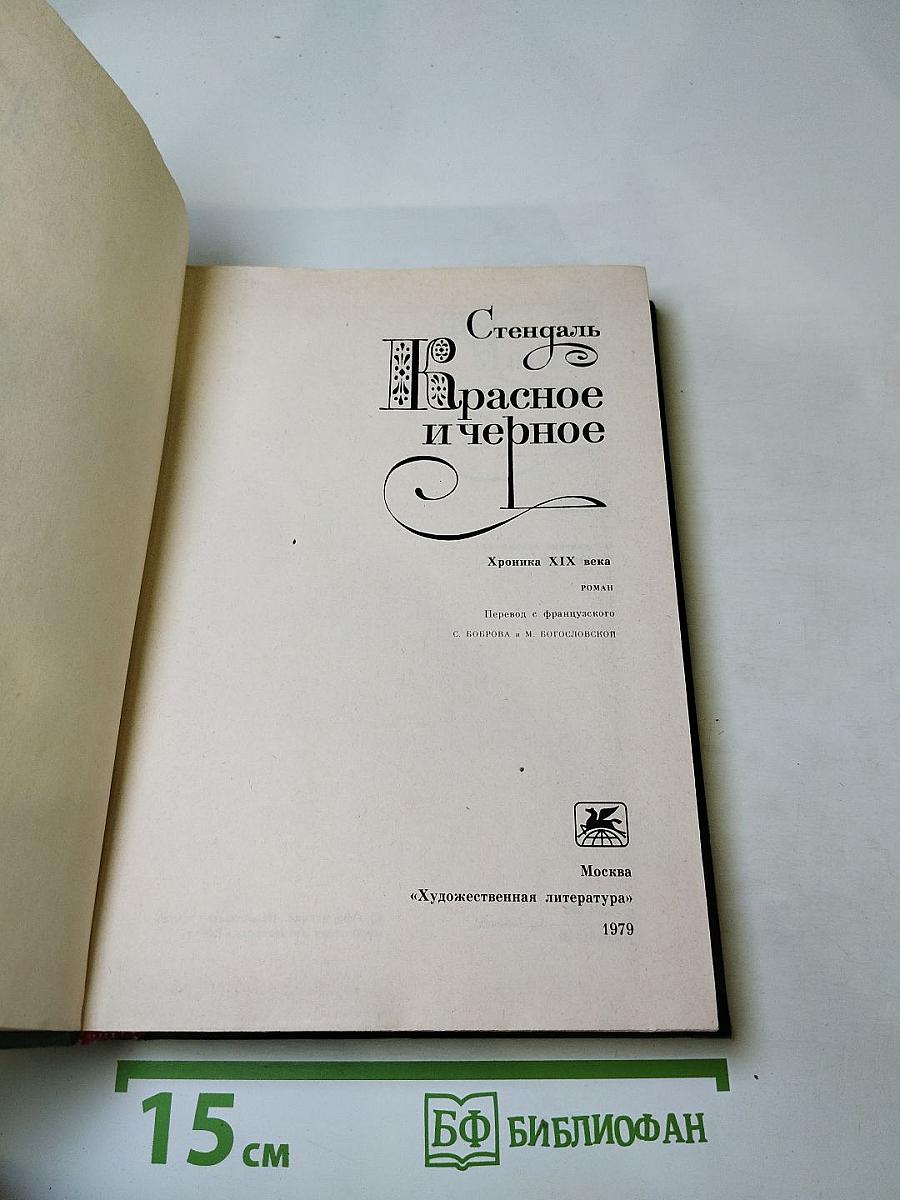 Стендаль
Красное
и черное
Хроника XIX века
РОМАН
Перевод с французского
С. БОБРОВА и М. БОГОСЛОВСКОЙ
Москва
«Художественная литература»
1979
15 см
БФ БИБЛИОФАН